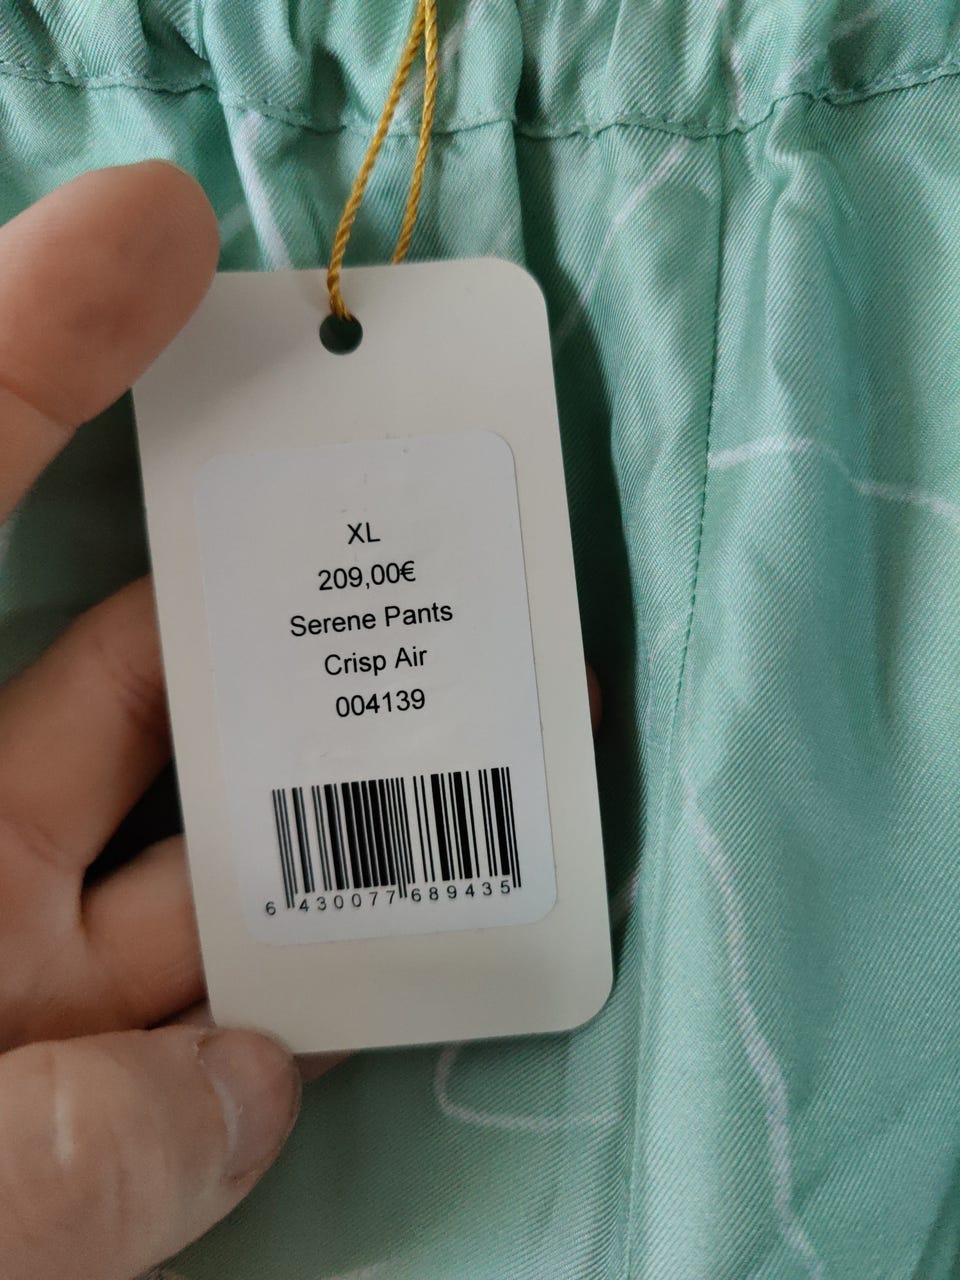 XL
209,00€
Serene Pants
Crisp Air
004139
6 430077 689435